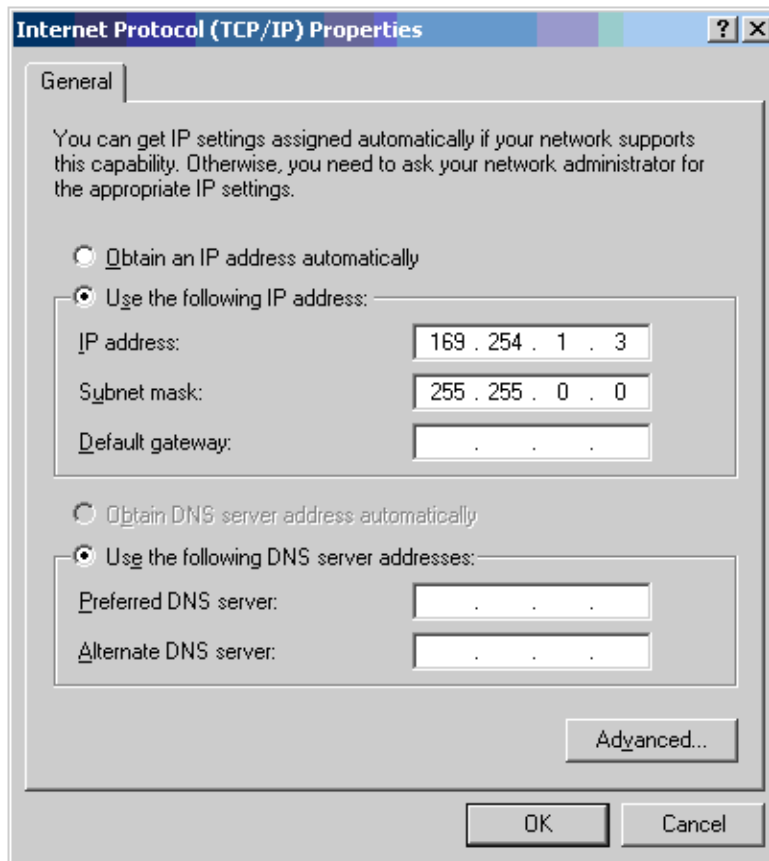 Internet Protocol (TCP/IP) Properties
General
You can get IP settings assigned automatically if your network supports
this capability. Otherwise, you need to ask your network administrator for
the appropriate IP settings.
Obtain an IP address automatically
Use the following IP address:
IP address: 169 . 254 . 1 . 3
Subnet mask: 255 . 255 . 0 . 0
Default gateway: . . .
Obtain DNS server address automatically
Use the following DNS server addresses:
Preferred DNS server: . . .
Alternate DNS server: . . .
Advanced...
OK Cancel